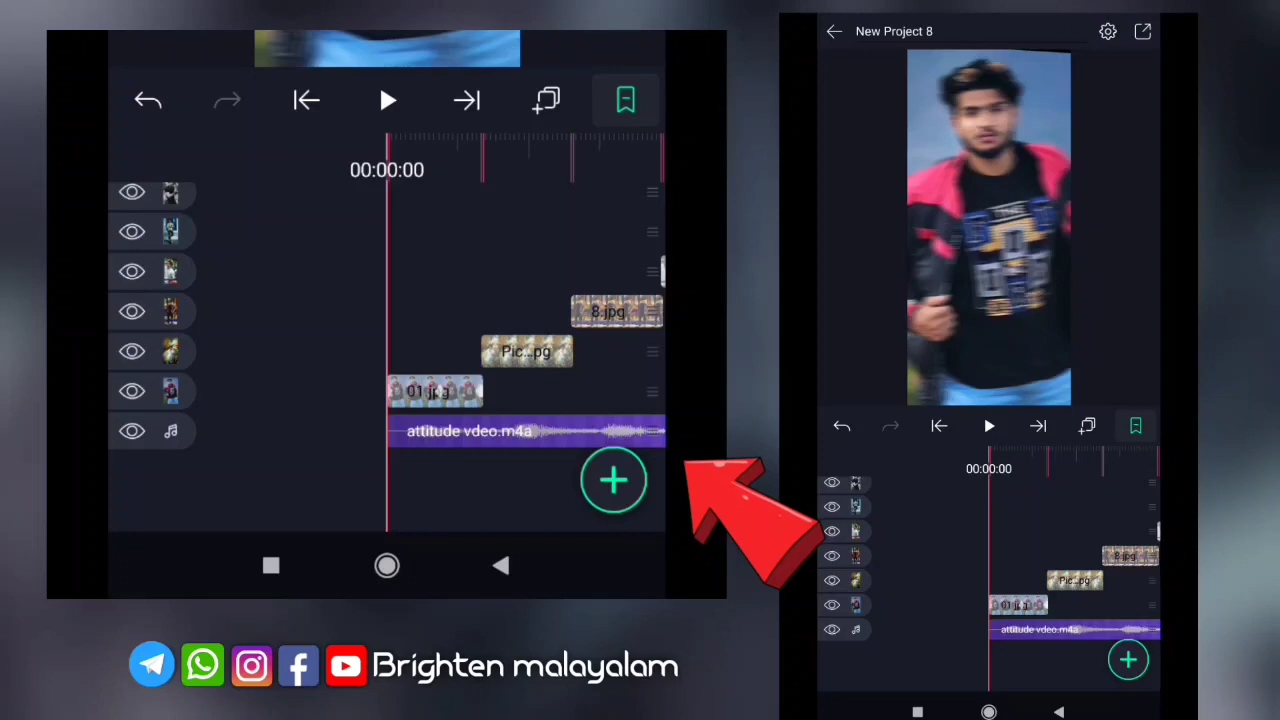 00:00:00
8.jpg
Pic...pg
01.jpg
attitude vdeo.m4a
New Project 8
THE
00:00:00
8.jpg
Pic...pg
01.jpg
attitude vdeo.m4a
Brighten malayalam